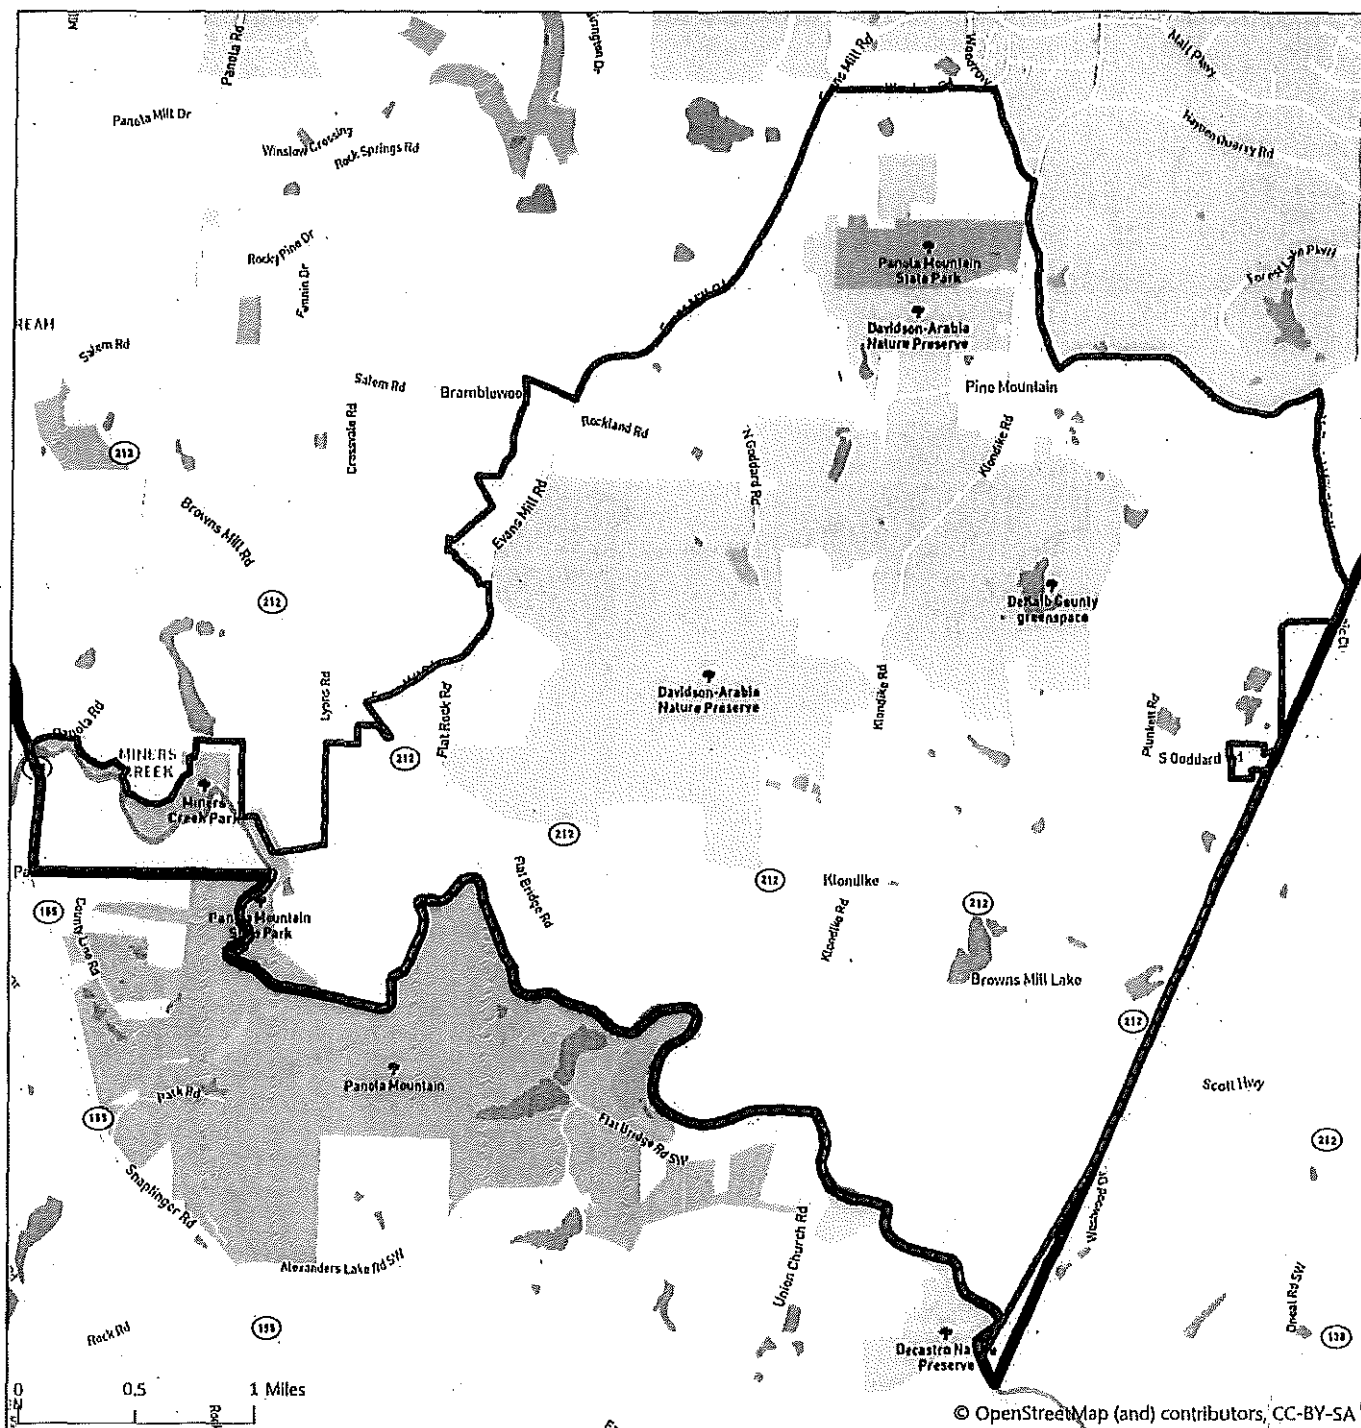 Panola Rd
Evans Mill Rd
Woodrow
Mall Pkwy
Panola Mill Dr
Winslow Crossing
Rock Springs Rd
Hayden Quarry Rd
Rocky Pine Dr
Fannin Dr
Panola Mountain
State Park
Forest Lake Pkwy
Davidson-Arabia
Nature Preserve
Salem Rd
Salem Rd
Bramblewoo
Pine Mountain
Crossvale Rd
Rockland Rd
N Goddard Rd
Klondike Rd
212
Browns Mill Rd
Evans Mill Rd
212
DeKalb County
greenspace
Davidson-Arabia
Nature Preserve
Klondike Rd
Lyons Rd
Flat Rock Rd
Panola Rd
Plunkett Rd
MINERS
CREEK
212
S Goddard
Miners
Creek Park
212
Flat Bridge Rd
212
Klondike
155
County Line Rd
Panola Mountain
State Park
Klondike Rd
212
Browns Mill Lake
212
Panola Mountain
Park Rd
155
Scott Hwy
Flat Bridge Rd SW
212
Snapfinger Rd
Union Church Rd
Alexanders Lake Rd SW
Oneal Rd SW
Rock Rd
155
Decastro Na
Preserve
138
0 0.5 1 Miles
© OpenStreetMap (and) contributors, CC-BY-SA